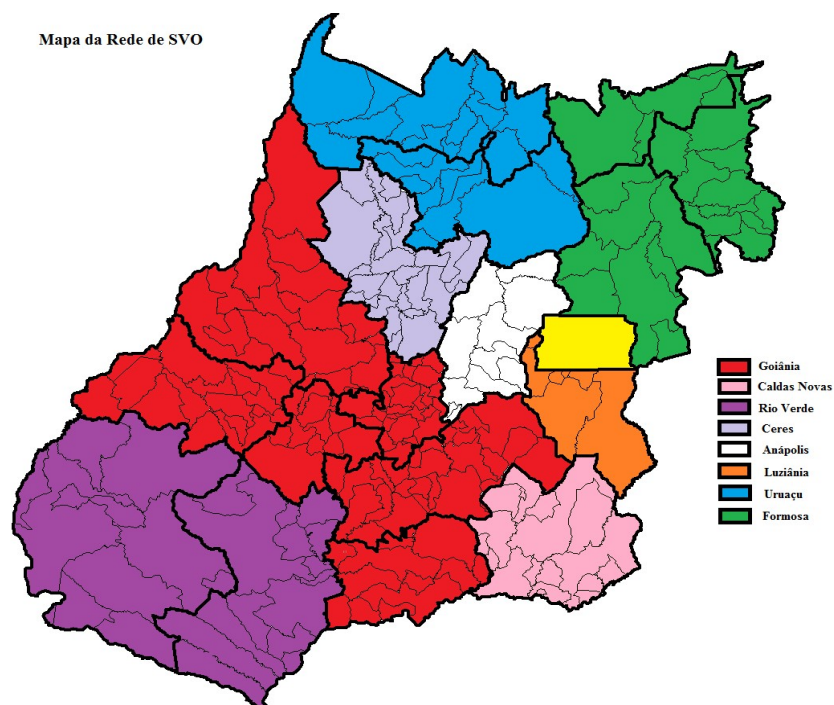 Mapa da Rede de SVO
Goiânia
Caldas Novas
Rio Verde
Ceres
Anápolis
Luziânia
Uruaçu
Formosa